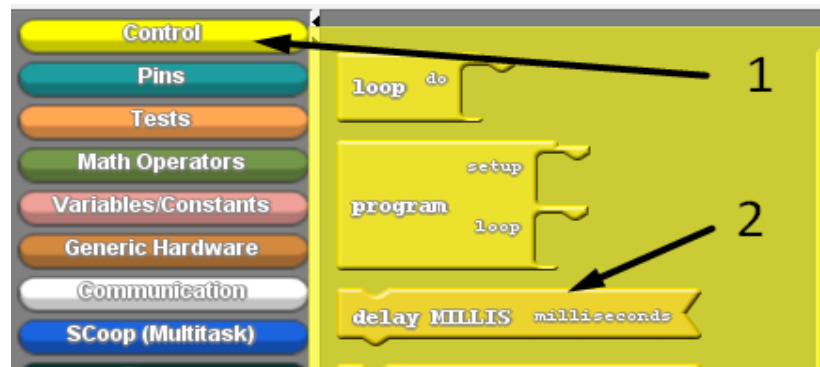 Control
Pins
Tests
Math Operators
Variables/Constants
Generic Hardware
Communication
SCoop (Multitask)
loop do
program setup
loop
delay MILLIS milliseconds
1
2